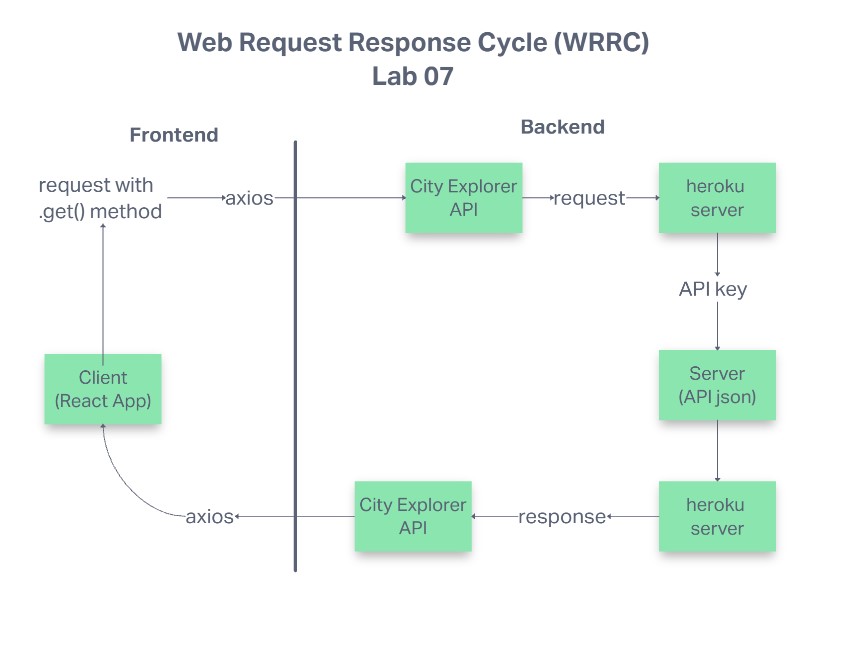 Web Request Response Cycle (WRRC)
Lab 07
Frontend
Backend
request with
.get() method
axios
City Explorer
API
request
heroku
server
API key
Client
(React App)
Server
(API json)
axios
City Explorer
API
response
heroku
server